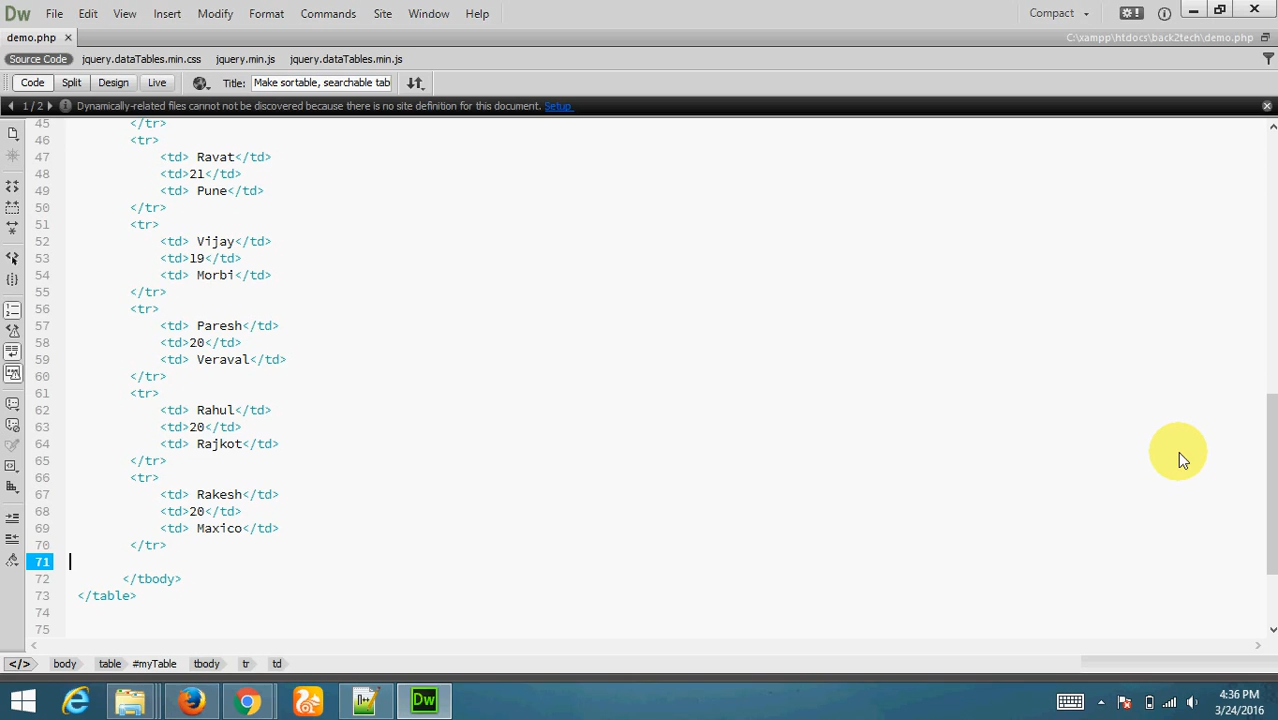 Dw File Edit View Insert Modify Format Commands Site Window Help Compact
demo.php × C:\xampp\htdocs\back2tech\demo.php
Source Code jquery.dataTables.min.css jquery.min.js jquery.dataTables.min.js
Code Split Design Live Title: Make sortable, searchable tab
1 / 2 Dynamically-related files cannot not be discovered because there is no site definition for this document. Setup
45 </tr>
46 <tr>
47 <td> Ravat</td>
48 <td>21</td>
49 <td> Pune</td>
50 </tr>
51 <tr>
52 <td> Vijay</td>
53 <td>19</td>
54 <td> Morbi</td>
55 </tr>
56 <tr>
57 <td> Paresh</td>
58 <td>20</td>
59 <td> Veraval</td>
60 </tr>
61 <tr>
62 <td> Rahul</td>
63 <td>20</td>
64 <td> Rajkot</td>
65 </tr>
66 <tr>
67 <td> Rakesh</td>
68 <td>20</td>
69 <td> Maxico</td>
70 </tr>
71
72 </tbody>
73 </table>
74
75
</> body table #myTable tbody tr td
Dw 4:36 PM
3/24/2016